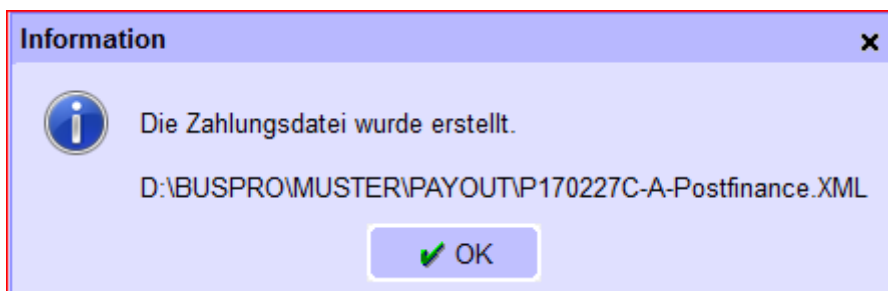 Information
Die Zahlungsdatei wurde erstellt.
D:\BUSPRO\MUSTER\PAYOUT\P170227C-A-Postfinance.XML
OK